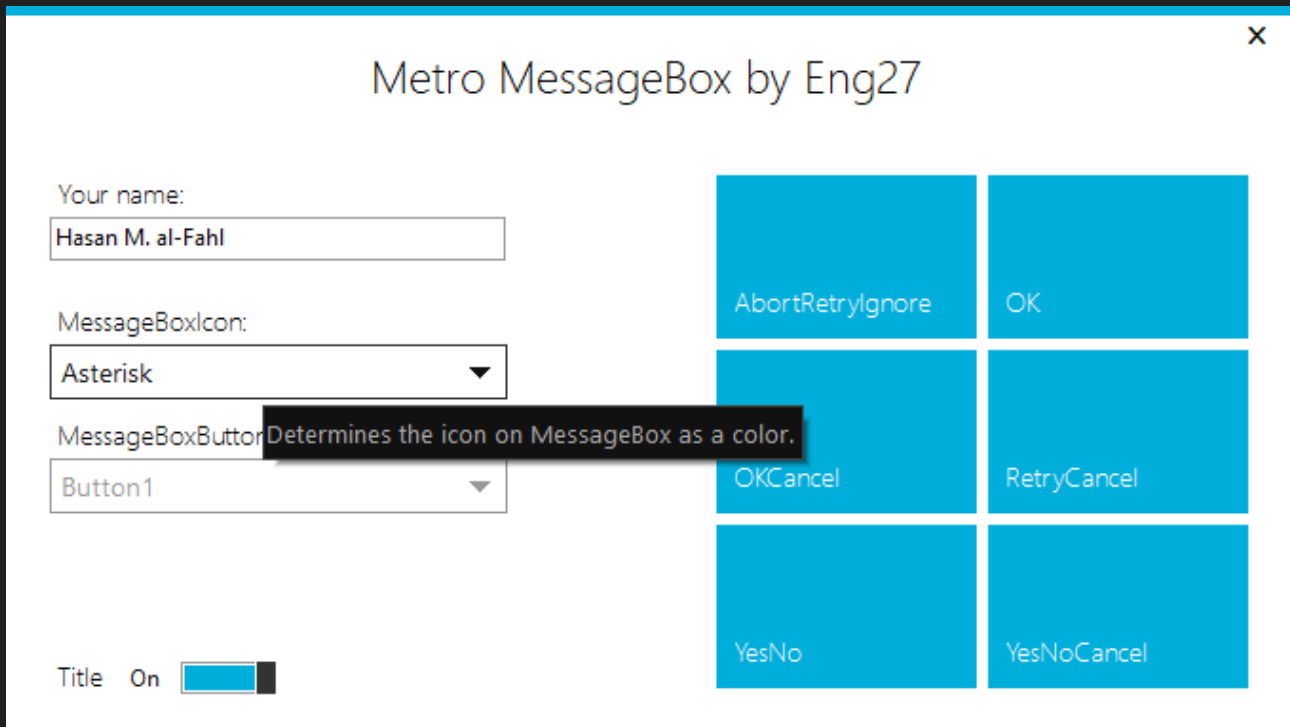 Metro MessageBox by Eng27
Your name:
Hasan M. al-Fahl
MessageBoxIcon:
Asterisk
Determines the icon on MessageBox as a color.
Button1
Title On
AbortRetryIgnore
OK
OKCancel
RetryCancel
YesNo
YesNoCancel